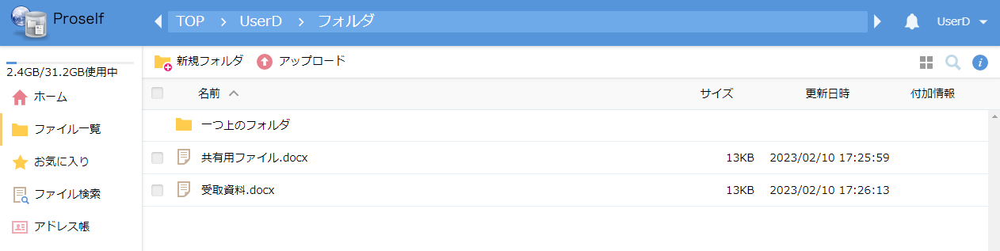 Proself
TOP > UserD > フォルダ
UserD
2.4GB/31.2GB使用中
ホーム
ファイル一覧
お気に入り
ファイル検索
アドレス帳
新規フォルダ アップロード
名前 サイズ 更新日時 付加情報
一つ上のフォルダ
共有用ファイル.docx 13KB 2023/02/10 17:25:59
受取資料.docx 13KB 2023/02/10 17:26:13